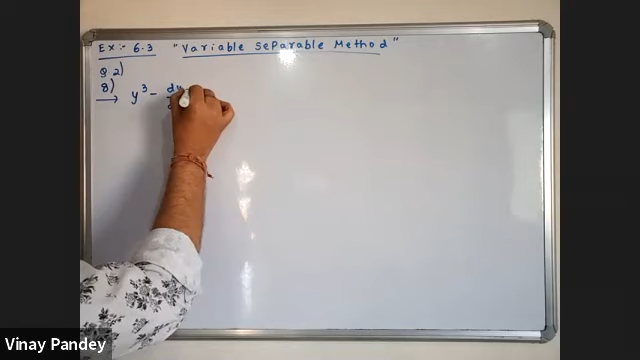 Ex:- 6.3 "Variable Separable Method"
Q.2)
8)
→ y³ - dy
Vinay Pandey